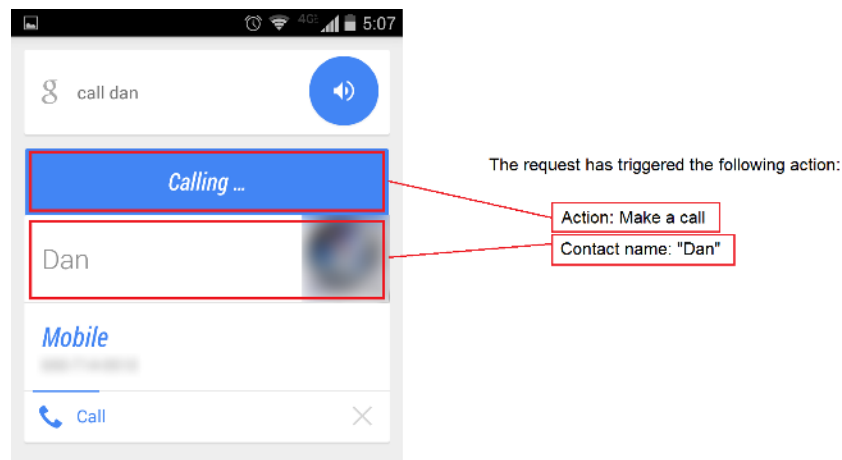 4G 5:07
g call dan
Calling ...
Dan
Mobile
Call
The request has triggered the following action:
Action: Make a call
Contact name: "Dan"